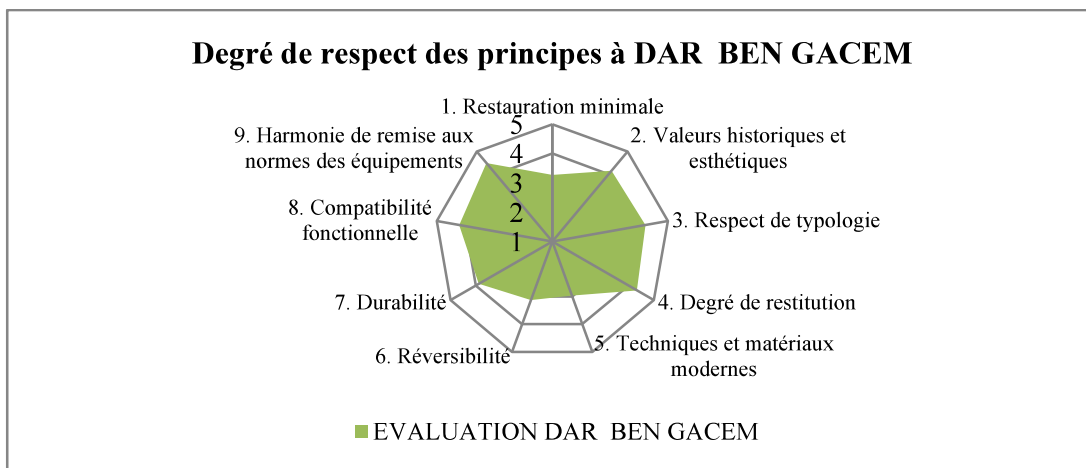 Degré de respect des principes à DAR BEN GACEM
1. Restauration minimale
2. Valeurs historiques et
esthétiques
3. Respect de typologie
4. Degré de restitution
5. Techniques et matériaux
modernes
6. Réversibilité
7. Durabilité
8. Compatibilité
fonctionnelle
9. Harmonie de remise aux
normes des équipements
5
4
3
2
1
EVALUATION DAR BEN GACEM